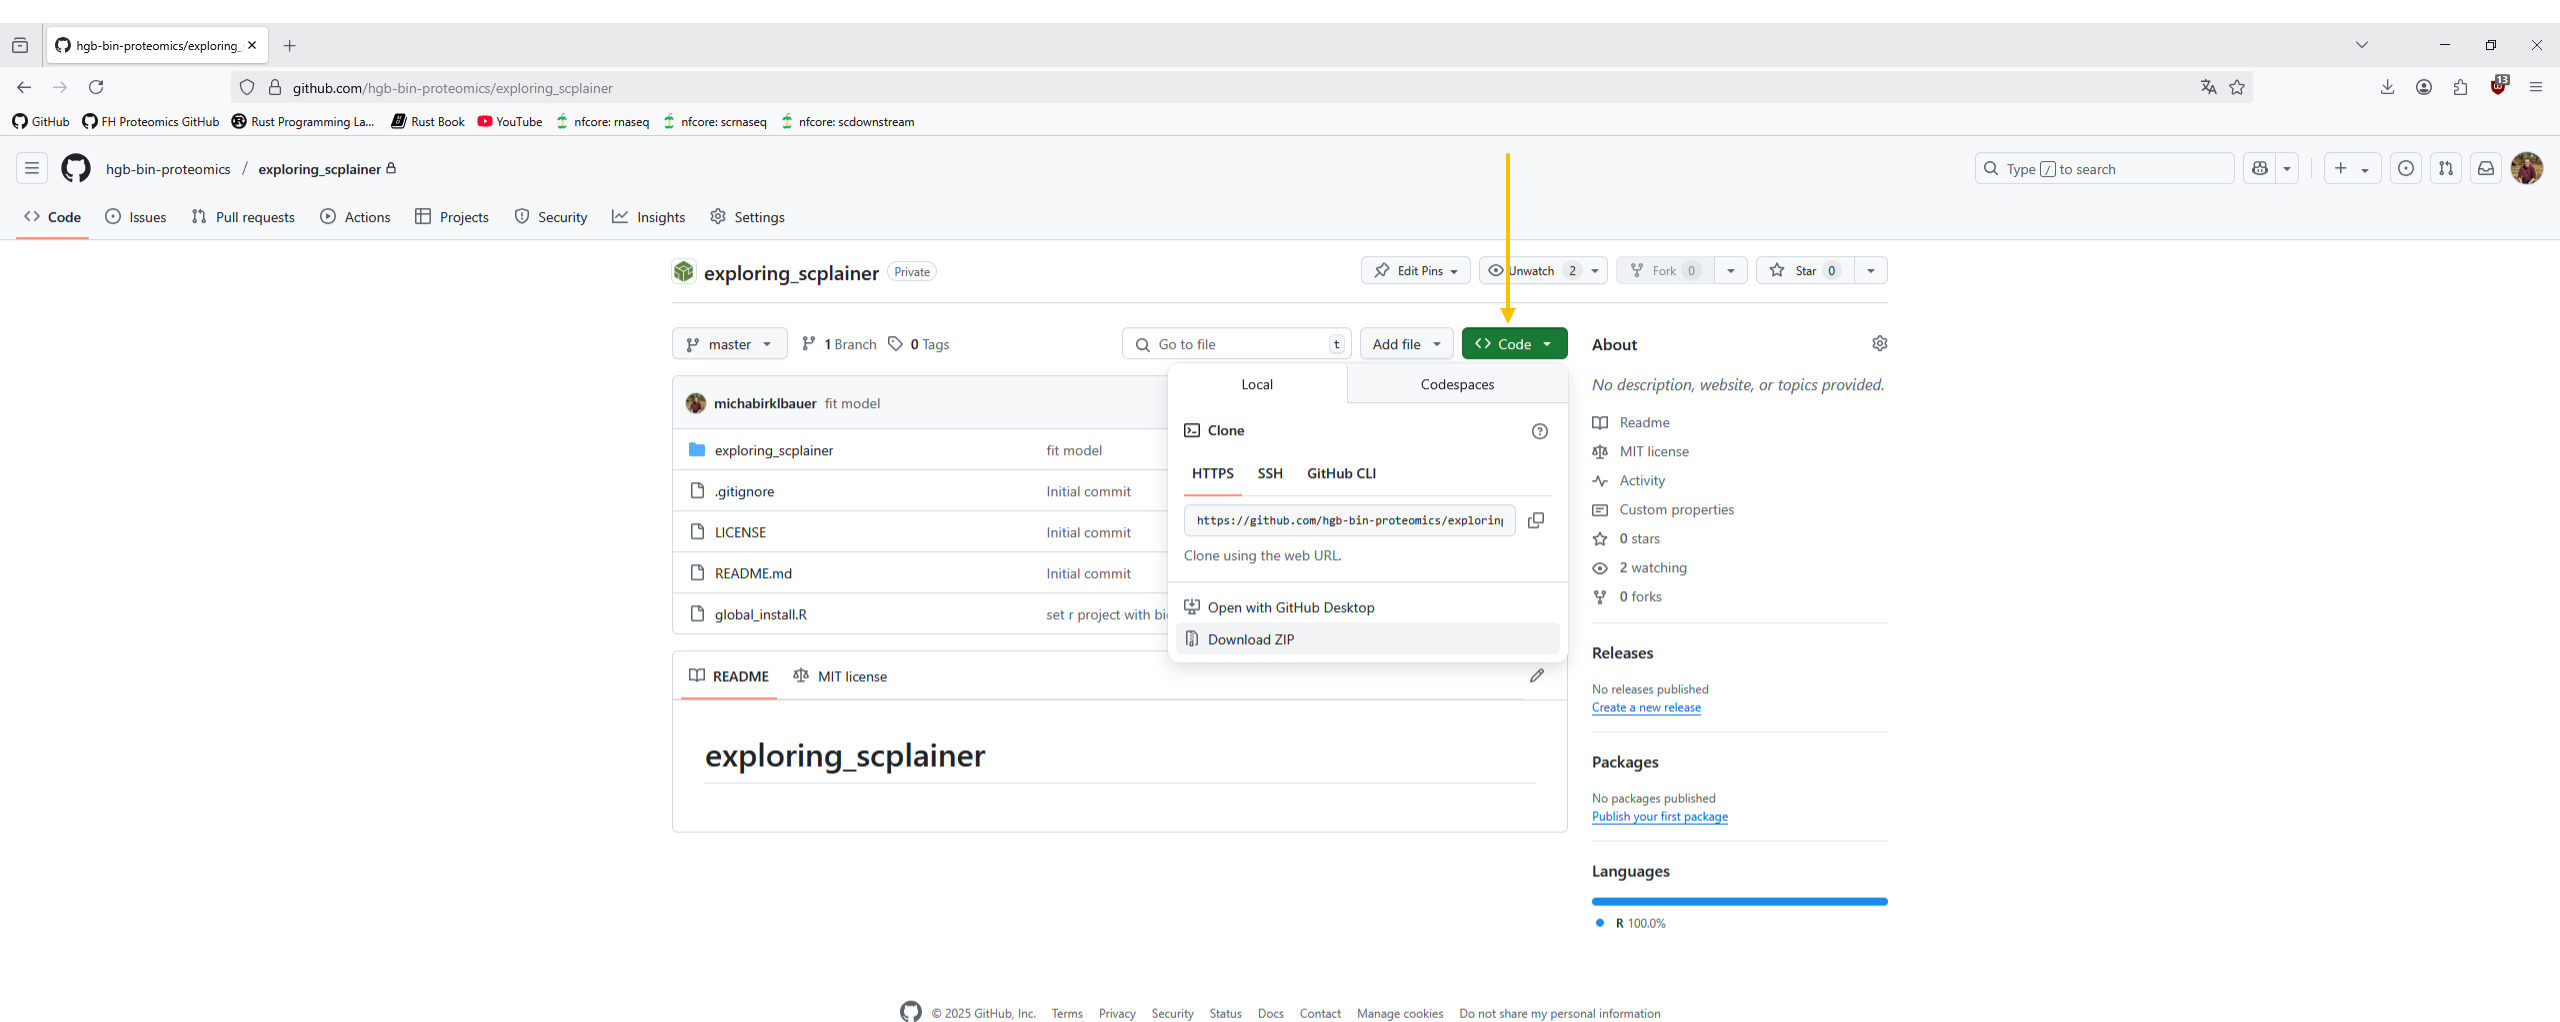 hgb-bin-proteomics/exploring_
github.com/hgb-bin-proteomics/exploring_scplainer
13
GitHub FH Proteomics GitHub Rust Programming La... Rust Book YouTube nfcore: rnaseq nfcore: scrnaseq nfcore: scdownstream
hgb-bin-proteomics / exploring_scplainer
Type / to search
Code Issues Pull requests Actions Projects Security Insights Settings
exploring_scplainer Private
Edit Pins Unwatch 2 Fork 0 Star 0
master 1 Branch 0 Tags
Go to file t Add file Code
Local Codespaces
michabirklbauer fit model
exploring_scplainer fit model
.gitignore Initial commit
LICENSE Initial commit
README.md Initial commit
global_install.R set r project with bi
Clone
HTTPS SSH GitHub CLI
https://github.com/hgb-bin-proteomics/exploring
Clone using the web URL.
Open with GitHub Desktop
Download ZIP
README MIT license
exploring_scplainer
About
No description, website, or topics provided.
Readme
MIT license
Activity
Custom properties
0 stars
2 watching
0 forks
Releases
No releases published
Create a new release
Packages
No packages published
Publish your first package
Languages
R 100.0%
© 2025 GitHub, Inc. Terms Privacy Security Status Docs Contact Manage cookies Do not share my personal information